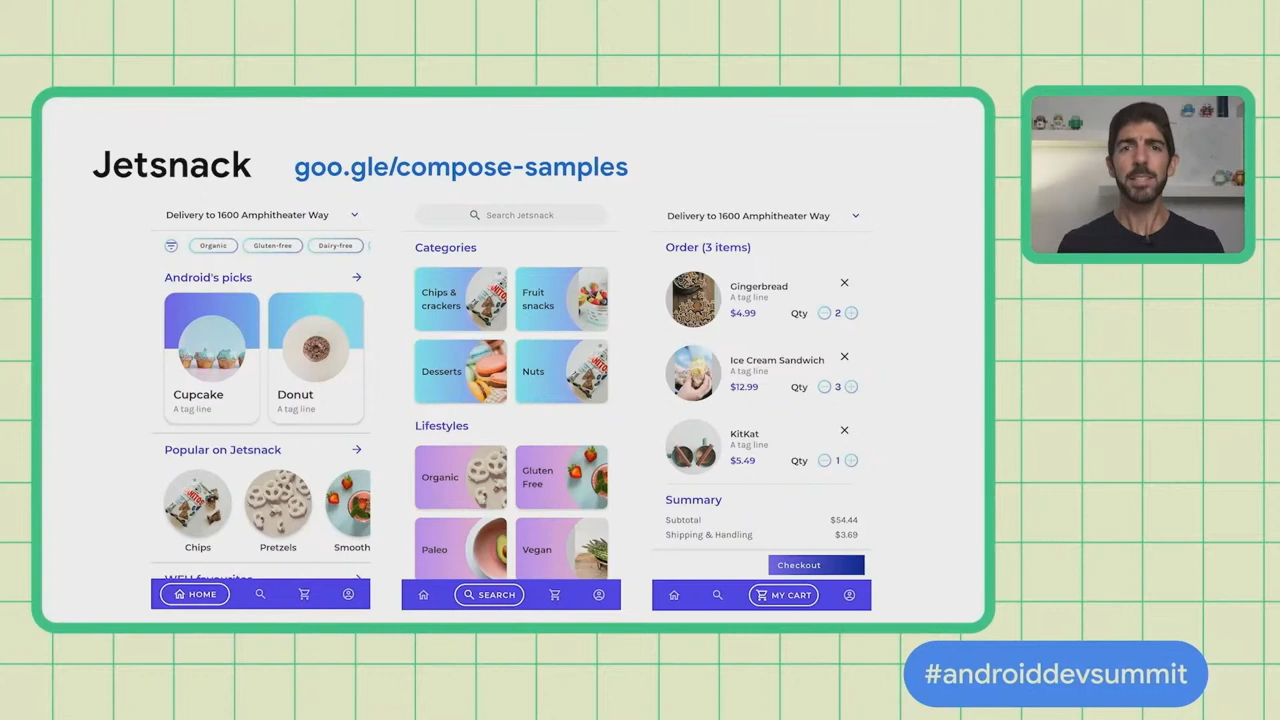 Jetsnack
goo.gle/compose-samples
Delivery to 1600 Amphitheater Way
Organic
Gluten-free
Dairy-free
Android's picks
Cupcake
A tag line
Donut
A tag line
Popular on Jetsnack
Chips
Pretzels
Smooth
HOME
Search Jetsnack
Categories
Chips &
crackers
Fruit
snacks
Desserts
Nuts
Lifestyles
Organic
Gluten
Free
Paleo
Vegan
SEARCH
Delivery to 1600 Amphitheater Way
Order (3 items)
Gingerbread
A tag line
$4.99
Qty
2
Ice Cream Sandwich
A tag line
$12.99
Qty
3
KitKat
A tag line
$5.49
Qty
1
Summary
Subtotal
$54.44
Shipping & Handling
$3.69
Checkout
MY CART
#androiddevsummit